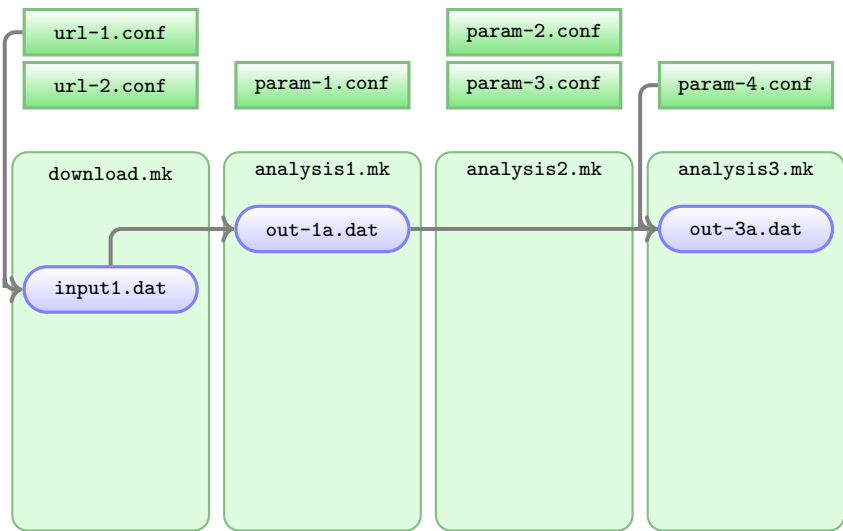 url-1.conf
param-2.conf
url-2.conf
param-1.conf
param-3.conf
param-4.conf
download.mk
analysis1.mk
analysis2.mk
analysis3.mk
out-1a.dat
out-3a.dat
input1.dat